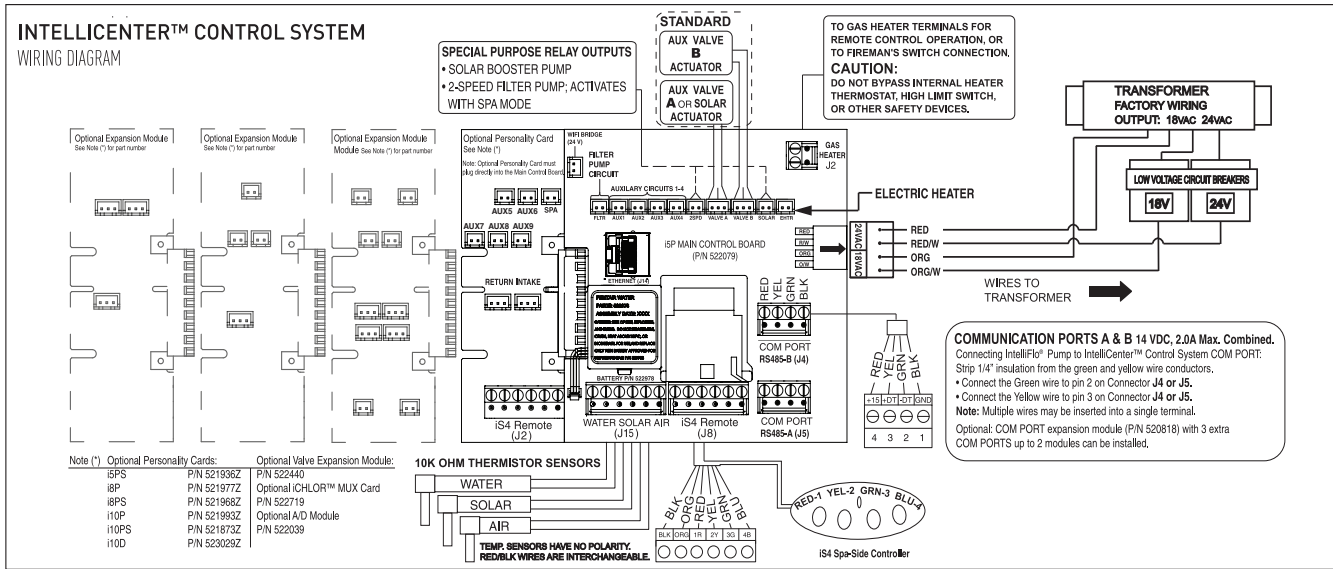 INTELLICENTER™ CONTROL SYSTEM
WIRING DIAGRAM
SPECIAL PURPOSE RELAY OUTPUTS
• SOLAR BOOSTER PUMP
• 2-SPEED FILTER PUMP; ACTIVATES
WITH SPA MODE
STANDARD
AUX VALVE
B
ACTUATOR
AUX VALVE
A OR SOLAR
ACTUATOR
TO GAS HEATER TERMINALS FOR
REMOTE CONTROL OPERATION, OR
TO FIREMAN'S SWITCH CONNECTION.
CAUTION:
DO NOT BYPASS INTERNAL HEATER
THERMOSTAT, HIGH LIMIT SWITCH,
OR OTHER SAFETY DEVICES.
TRANSFORMER
FACTORY WIRING
OUTPUT: 18VAC 24VAC
LOW VOLTAGE CIRCUIT BREAKERS
18V
24V
Optional Expansion Module
See Note (*) for part number
Optional Expansion Module
See Note (*) for part number
Optional Expansion Module
Module See Note (*) for part number
Optional Personality Card
See Note (*)
Note: Optional Personality Card must
plug directly into the Main Control Board.
WIFI BRIDGE
(24 V)
FILTER
PUMP
CIRCUIT
AUXILARY CIRCUITS 1-4
GAS
HEATER
J2
ELECTRIC HEATER
AUX5 AUX6 SPA
FLTR AUX1 AUX2 AUX3 AUX4 2SPD VALVE A VALVE B SOLAR EHTR
AUX7 AUX8 AUX9
RETURN INTAKE
i5P MAIN CONTROL BOARD
(P/N 522079)
ETHERNET (J14)
RED
R/W
ORG
O/W
24VAC
18VAC
RED
RED/W
ORG
ORG/W
WIRES TO
TRANSFORMER
PENTAIR WATER
BATTERY P/N 522978
RED YEL GRN BLK
COM PORT
RS485-B (J4)
COM PORT
RS485-A (J5)
RED YEL GRN BLK
+15 +DT -DT GND
4 3 2 1
COMMUNICATION PORTS A & B 14 VDC, 2.0A Max. Combined.
Connecting IntelliFlo® Pump to IntelliCenter™ Control System COM PORT:
Strip 1/4" insulation from the green and yellow wire conductors.
• Connect the Green wire to pin 2 on Connector J4 or J5.
• Connect the Yellow wire to pin 3 on Connector J4 or J5.
Note: Multiple wires may be inserted into a single terminal.
Optional: COM PORT expansion module (P/N 520818) with 3 extra
COM PORTS up to 2 modules can be installed.
iS4 Remote
(J2)
WATER SOLAR AIR
(J15)
iS4 Remote
(J8)
Note (*) Optional Personality Cards: Optional Valve Expansion Module:
i5PS P/N 521936Z P/N 522440
i8P P/N 521977Z Optional iCHLOR™ MUX Card
i8PS P/N 521968Z P/N 522719
i10P P/N 521993Z Optional A/D Module
i10PS P/N 521873Z P/N 522039
i10D P/N 523029Z
10K OHM THERMISTOR SENSORS
WATER
SOLAR
AIR
TEMP. SENSORS HAVE NO POLARITY.
RED/BLK WIRES ARE INTERCHANGEABLE.
BLK ORG RED YEL GRN BLU
BLK ORG 1R 2Y 3G 4B
RED-1 YEL-2 GRN-3 BLU-4
iS4 Spa-Side Controller